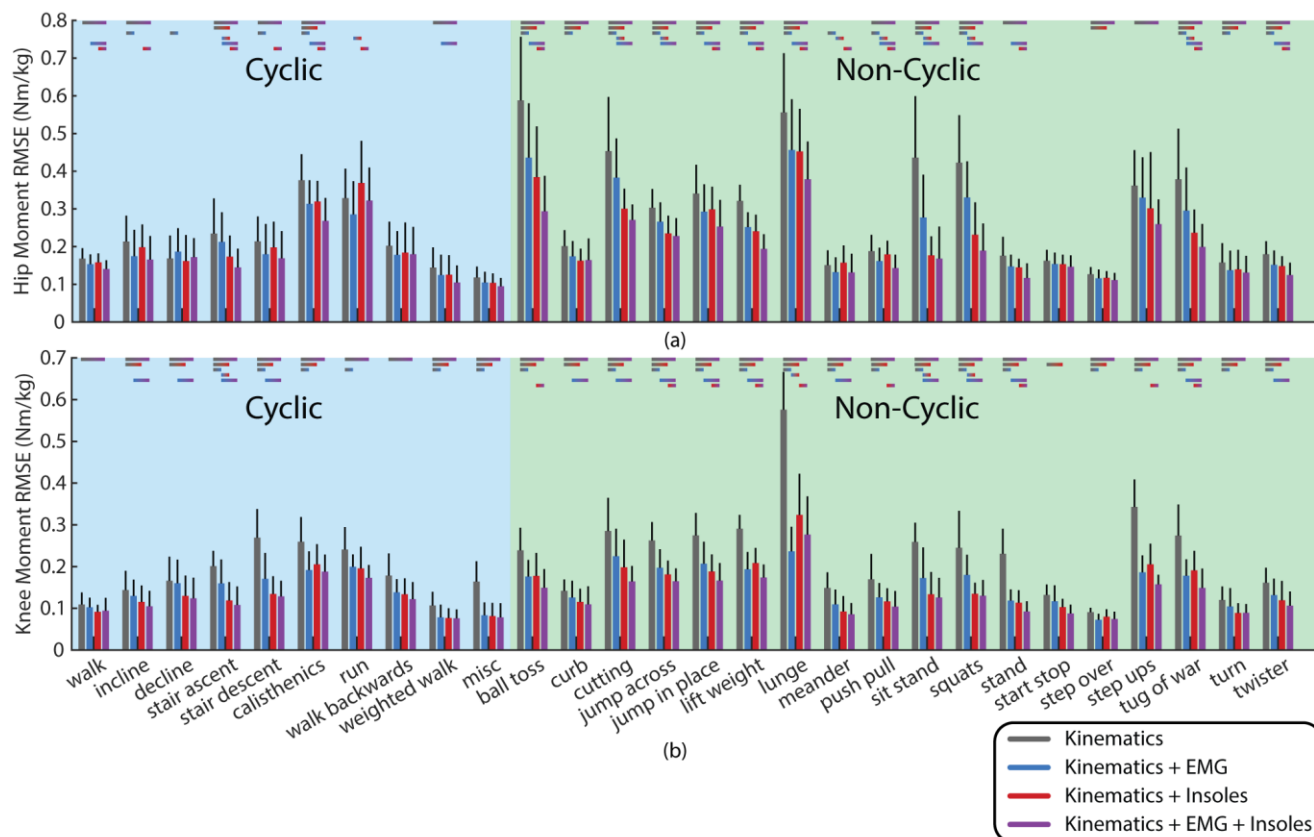 0.8
0.7
0.6
0.5
0.4
0.3
0.2
0.1
0
Hip Moment RMSE (Nm/kg)
Cyclic
Non-Cyclic
(a)
0.7
0.6
0.5
0.4
0.3
0.2
0.1
0
Knee Moment RMSE (Nm/kg)
Cyclic
Non-Cyclic
walk
incline
decline
stair ascent
stair descent
calisthenics
run
walk backwards
weighted walk
misc
ball toss
curb
cutting
jump across
jump in place
lift weight
lunge
meander
push pull
sit stand
squats
stand
start stop
step over
step ups
tug of war
turn
twister
(b)
Kinematics
Kinematics + EMG
Kinematics + Insoles
Kinematics + EMG + Insoles